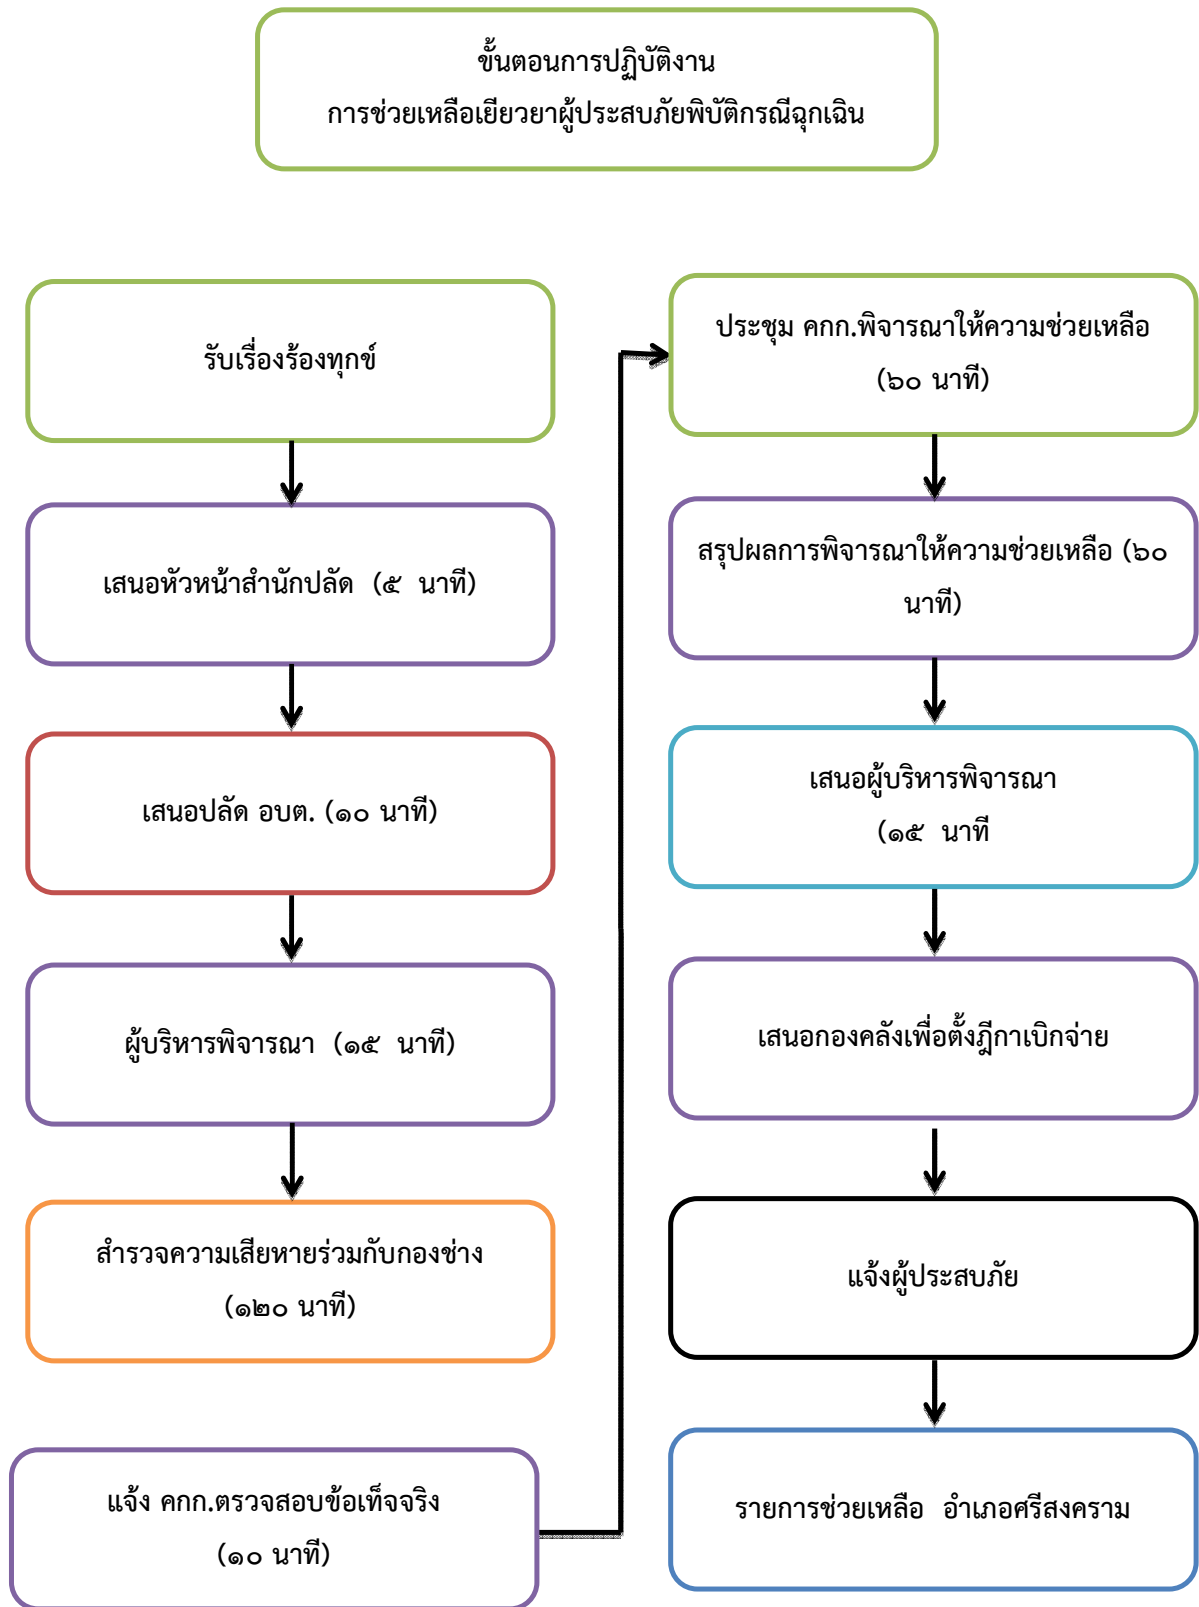 ขั้นตอนการปฏิบัติงาน
การช่วยเหลือเยียวยาผู้ประสบภัยพิบัติกรณีฉุกเฉิน
รับเรื่องร้องทุกข์
เสนอหัวหน้าสำนักปลัด (๕ นาที)
เสนอปลัด อบต. (๑๐ นาที)
ผู้บริหารพิจารณา (๑๕ นาที)
สำรวจความเสียหายร่วมกับกองช่าง
(๑๒๐ นาที)
แจ้ง คกก.ตรวจสอบข้อเท็จจริง
(๑๐ นาที)
ประชุม คกก.พิจารณาให้ความช่วยเหลือ
(๖๐ นาที)
สรุปผลการพิจารณาให้ความช่วยเหลือ (๖๐
นาที)
เสนอผู้บริหารพิจารณา
(๑๕ นาที
เสนอกองคลังเพื่อตั้งฎีกาเบิกจ่าย
แจ้งผู้ประสบภัย
รายการช่วยเหลือ อำเภอศรีสงคราม